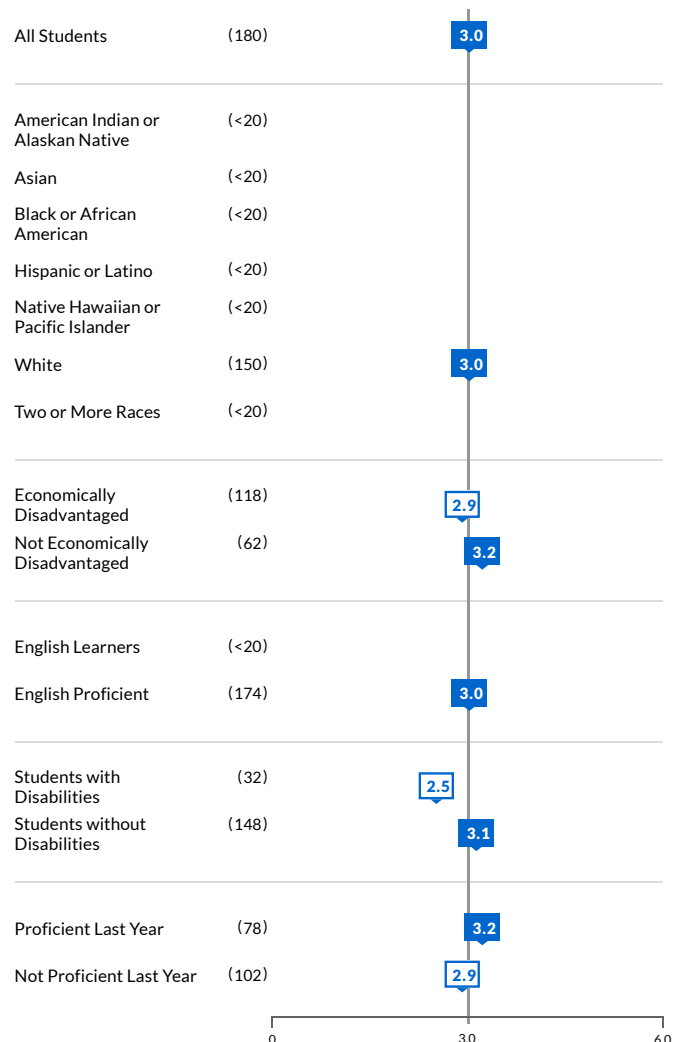 All Students (180) 3.0
American Indian or (<20)
Alaskan Native
Asian (<20)
Black or African (<20)
American
Hispanic or Latino (<20)
Native Hawaiian or (<20)
Pacific Islander
White (150) 3.0
Two or More Races (<20)
Economically (118) 2.9
Disadvantaged
Not Economically (62) 3.2
Disadvantaged
English Learners (<20)
English Proficient (174) 3.0
Students with (32) 2.5
Disabilities
Students without (148) 3.1
Disabilities
Proficient Last Year (78) 3.2
Not Proficient Last Year (102) 2.9
0 3.0 6.0